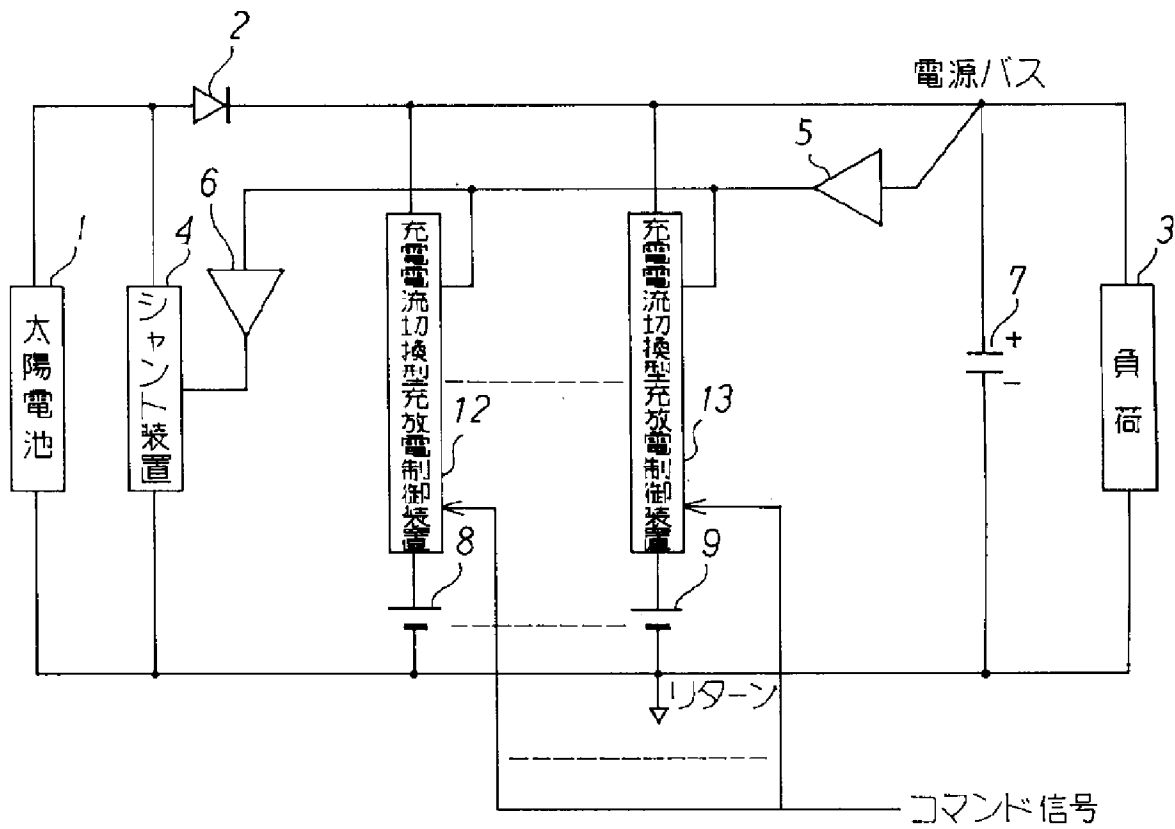 2
電源バス
5
6
1
4
3
7
太陽電池
シャント装置
充電電流切換型充放電制御装置
充電電流切換型充放電制御装置
+
-
負荷
12
13
8
9
リターン
コマンド信号